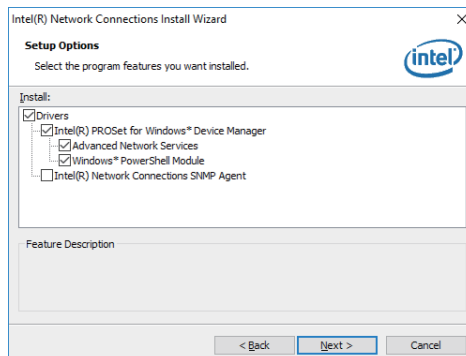 Intel(R) Network Connections Install Wizard
Setup Options
Select the program features you want installed.
intel
Install:
Drivers
Intel(R) PROSet for Windows* Device Manager
Advanced Network Services
Windows* PowerShell Module
Intel(R) Network Connections SNMP Agent
Feature Description
< Back
Next >
Cancel